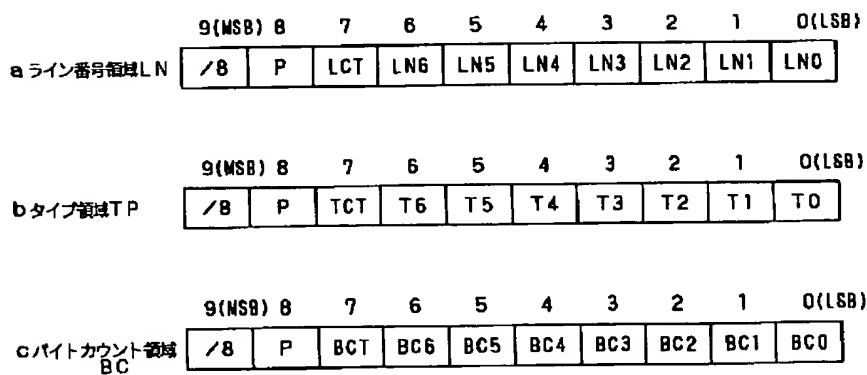 9(MSB) 8 7 6 5 4 3 2 1 0(LSB)
a ライン番号領域LN /8 P LCT LN6 LN5 LN4 LN3 LN2 LN1 LN0
9(MSB) 8 7 6 5 4 3 2 1 0(LSB)
b タイプ領域TP /8 P TCT T6 T5 T4 T3 T2 T1 T0
9(MSB) 8 7 6 5 4 3 2 1 0(LSB)
c バイトカウント領域 /8 P BCT BC6 BC5 BC4 BC3 BC2 BC1 BC0
BC